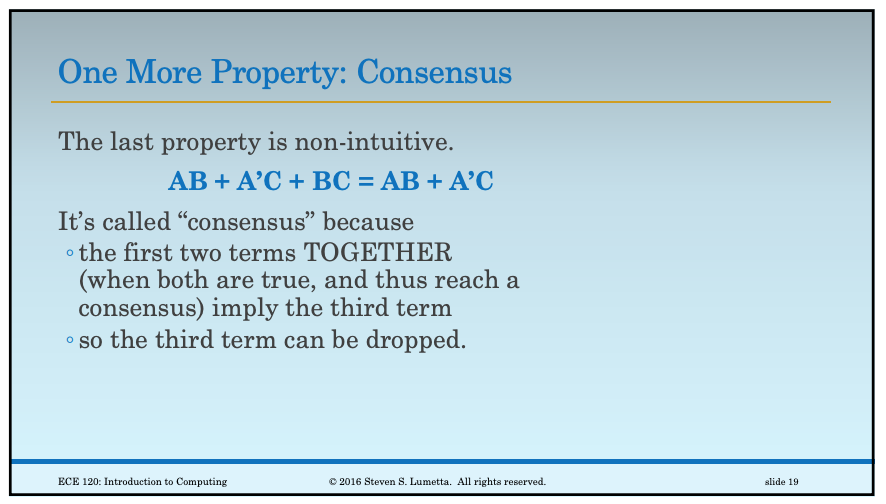 One More Property: Consensus
The last property is non-intuitive.
AB + A’C + BC = AB + A’C
It’s called “consensus” because
◦the first two terms TOGETHER
(when both are true, and thus reach a
consensus) imply the third term
◦so the third term can be dropped.
ECE 120: Introduction to Computing
© 2016 Steven S. Lumetta.  All rights reserved.
slide 19